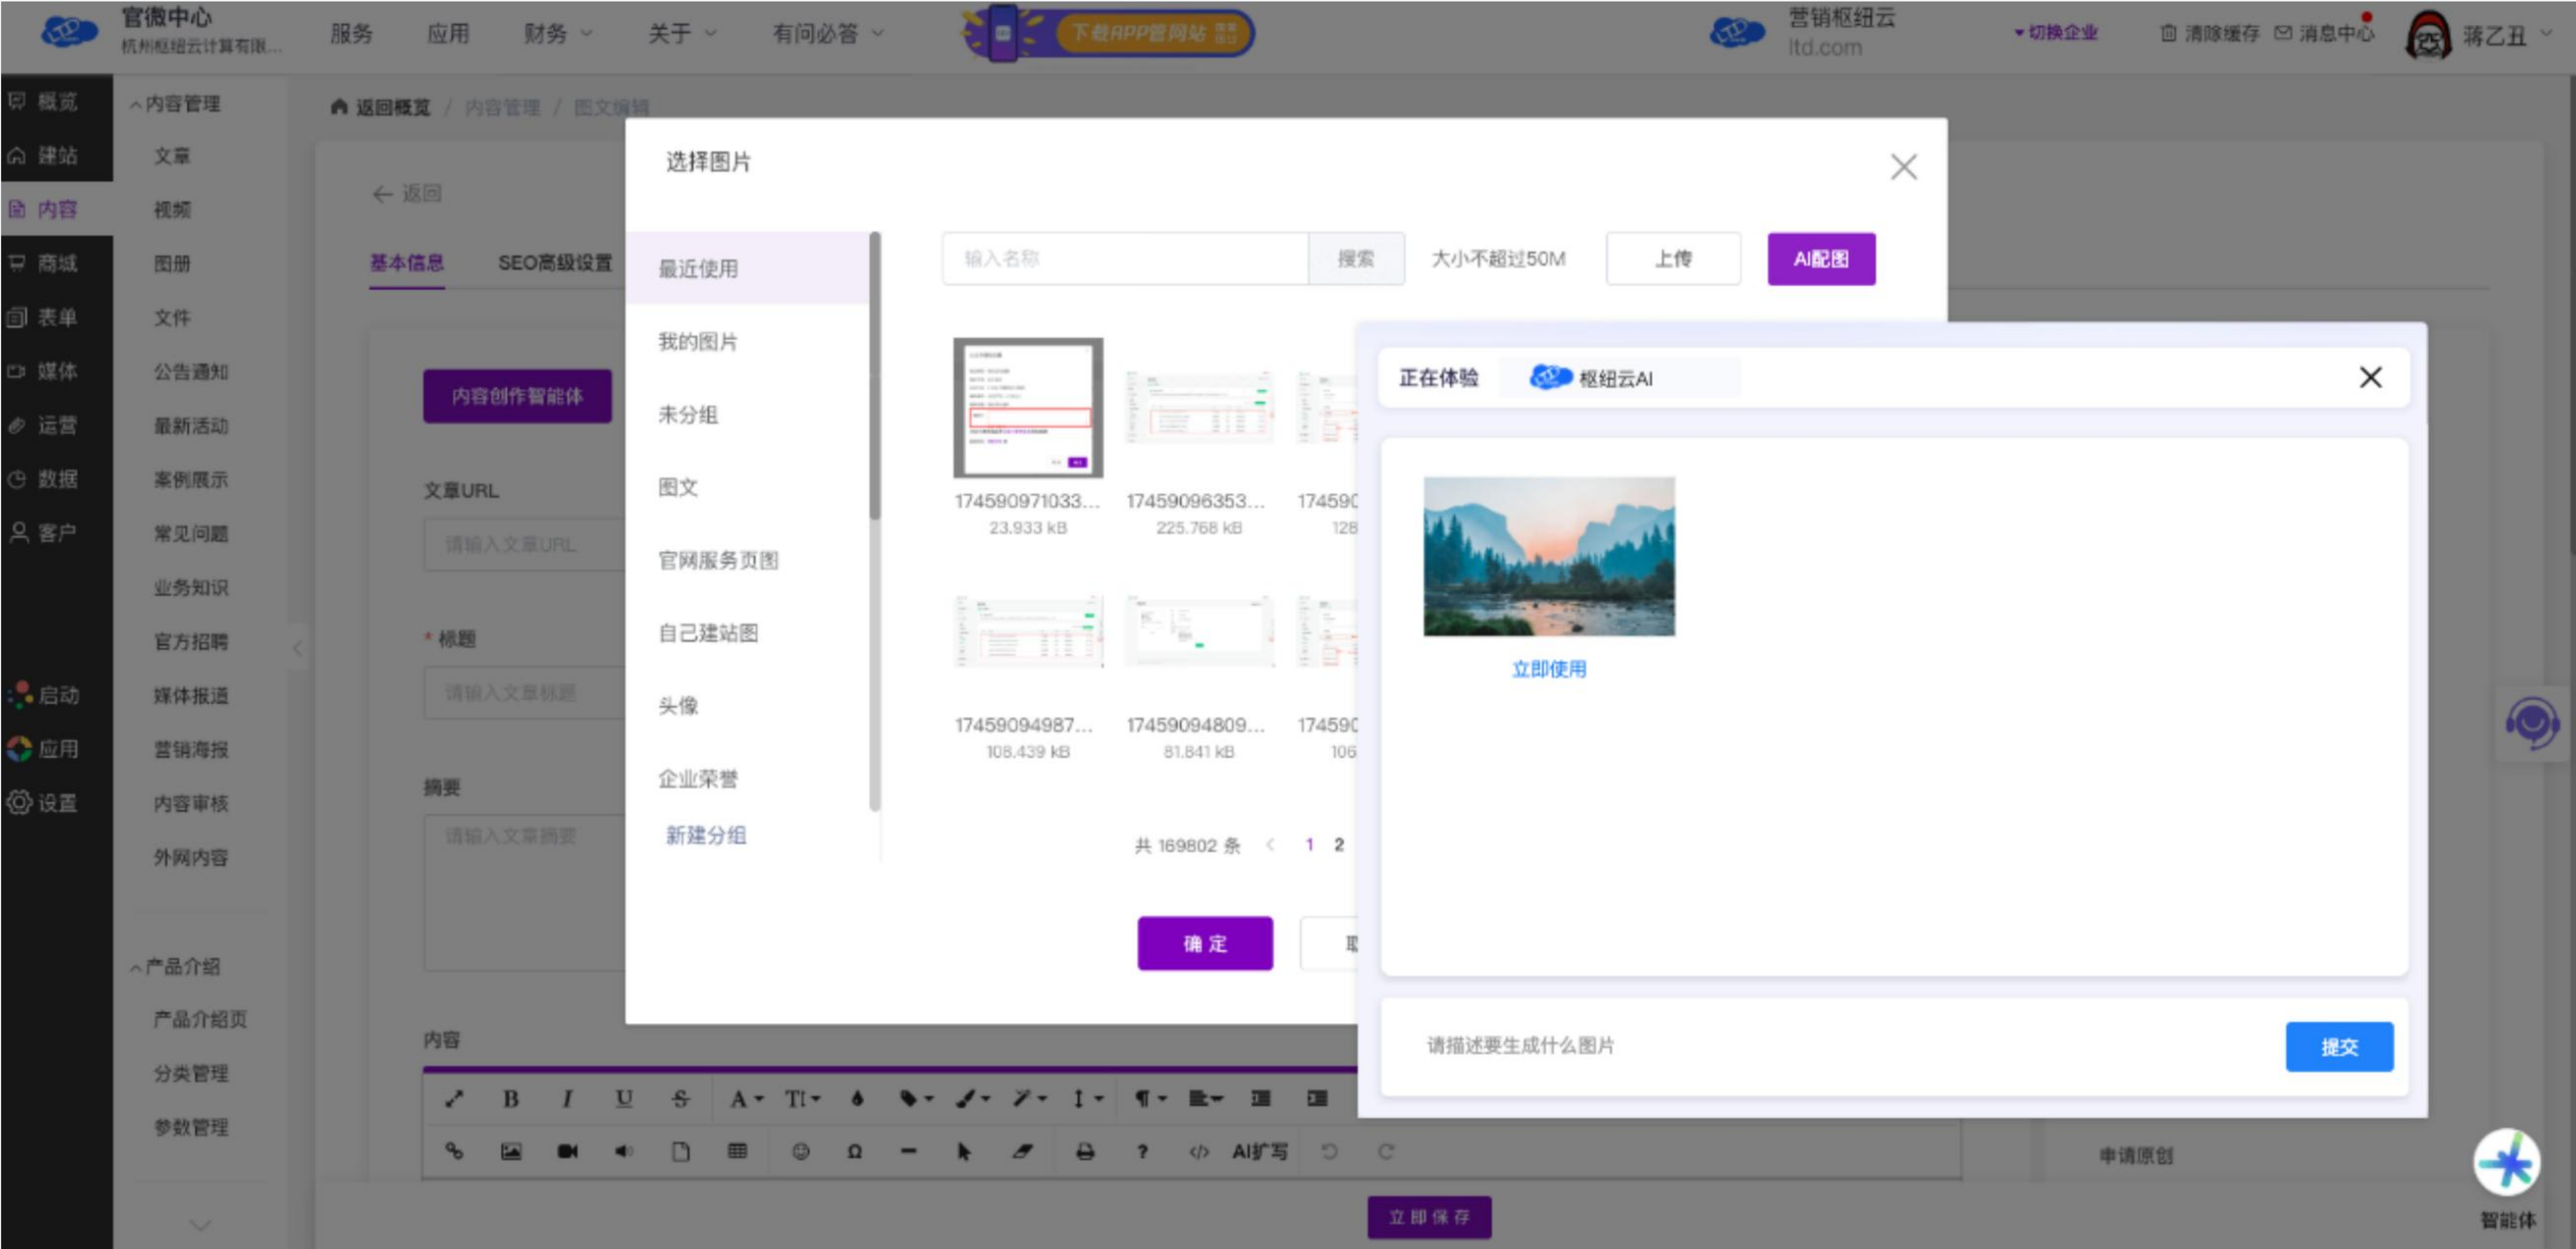 官微中心
杭州枢纽云计算有限...
服务
应用
财务
关于
有问必答
下载APP管网站
营销枢纽云
ltd.com
切换企业
清除缓存
消息中心
蒋乙丑
概览
建站
内容
商城
表单
媒体
运营
数据
客户
启动
应用
设置
内容管理
文章
视频
图册
文件
公告通知
最新活动
案例展示
常见问题
业务知识
官方招聘
媒体报道
营销海报
内容审核
外网内容
产品介绍
产品介绍页
分类管理
参数管理
返回概览 / 内容管理 / 图文编辑
← 返回
基本信息
SEO高级设置
内容创作智能体
文章URL
请输入文章URL
* 标题
请输入文章标题
摘要
请输入文章摘要
内容
选择图片
最近使用
我的图片
未分组
图文
官网服务页图
自己建站图
头像
企业荣誉
新建分组
输入名称
搜索
大小不超过50M
上传
AI配图
174590971033...
17459096353...
174590
23.933 kB
225.768 kB
128
17459094987...
17459094809...
174590
108.439 kB
81.841 kB
106
共 169802 条
1
2
确 定
正在体验
枢纽云AI
立即使用
请描述要生成什么图片
提交
B I U S A TI
Ω ? </> AI扩写
申请原创
立 即 保 存
智能体